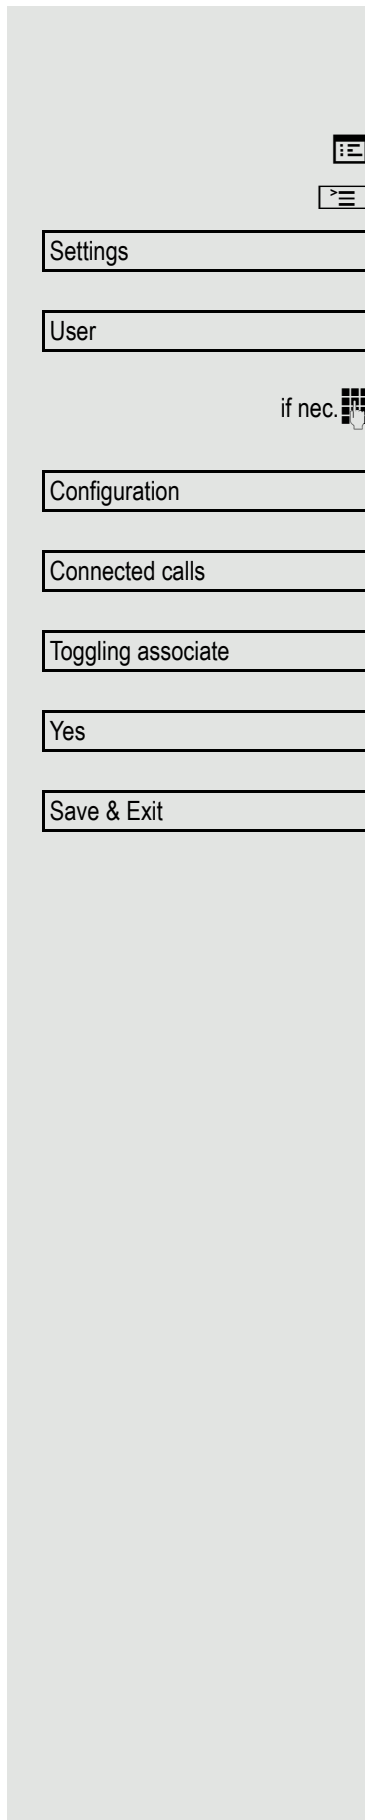 Settings
User
if nec.
Configuration
Connected calls
Toggling associate
Yes
Save & Exit